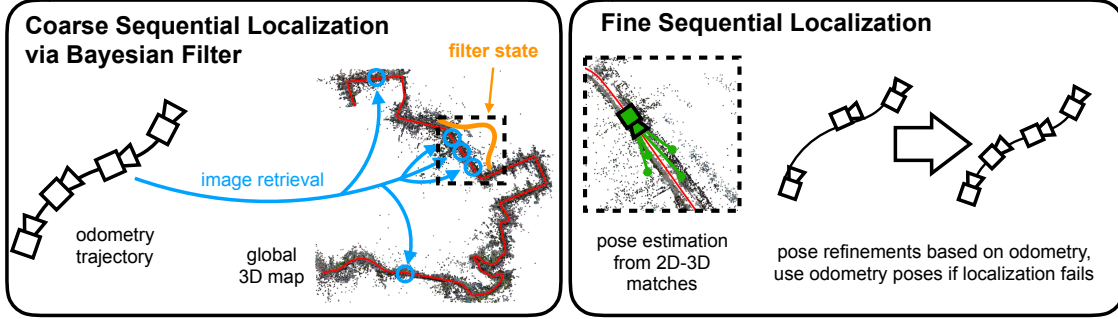 Coarse Sequential Localization
via Bayesian Filter
filter state
image retrieval
odometry
trajectory
global
3D map
Fine Sequential Localization
pose estimation
from 2D-3D
matches
pose refinements based on odometry,
use odometry poses if localization fails